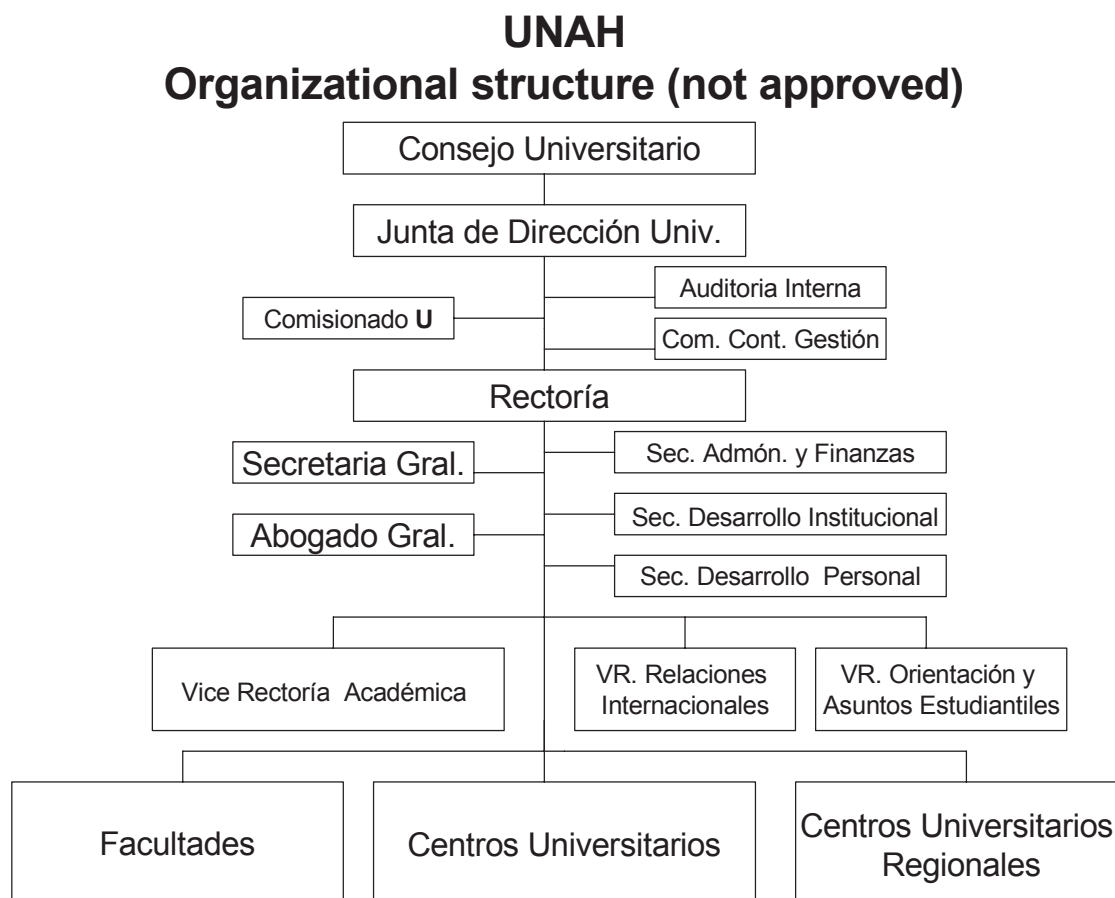 UNAH
Organizational structure (not approved)
Consejo Universitario
Junta de Dirección Univ.
Auditoria Interna
Comisionado U
Com. Cont. Gestión
Rectoría
Secretaria Gral.
Sec. Admón. y Finanzas
Sec. Desarrollo Institucional
Abogado Gral.
Sec. Desarrollo Personal
Vice Rectoría Académica
VR. Relaciones
Internacionales
VR. Orientación y
Asuntos Estudiantiles
Facultades
Centros Universitarios
Centros Universitarios
Regionales